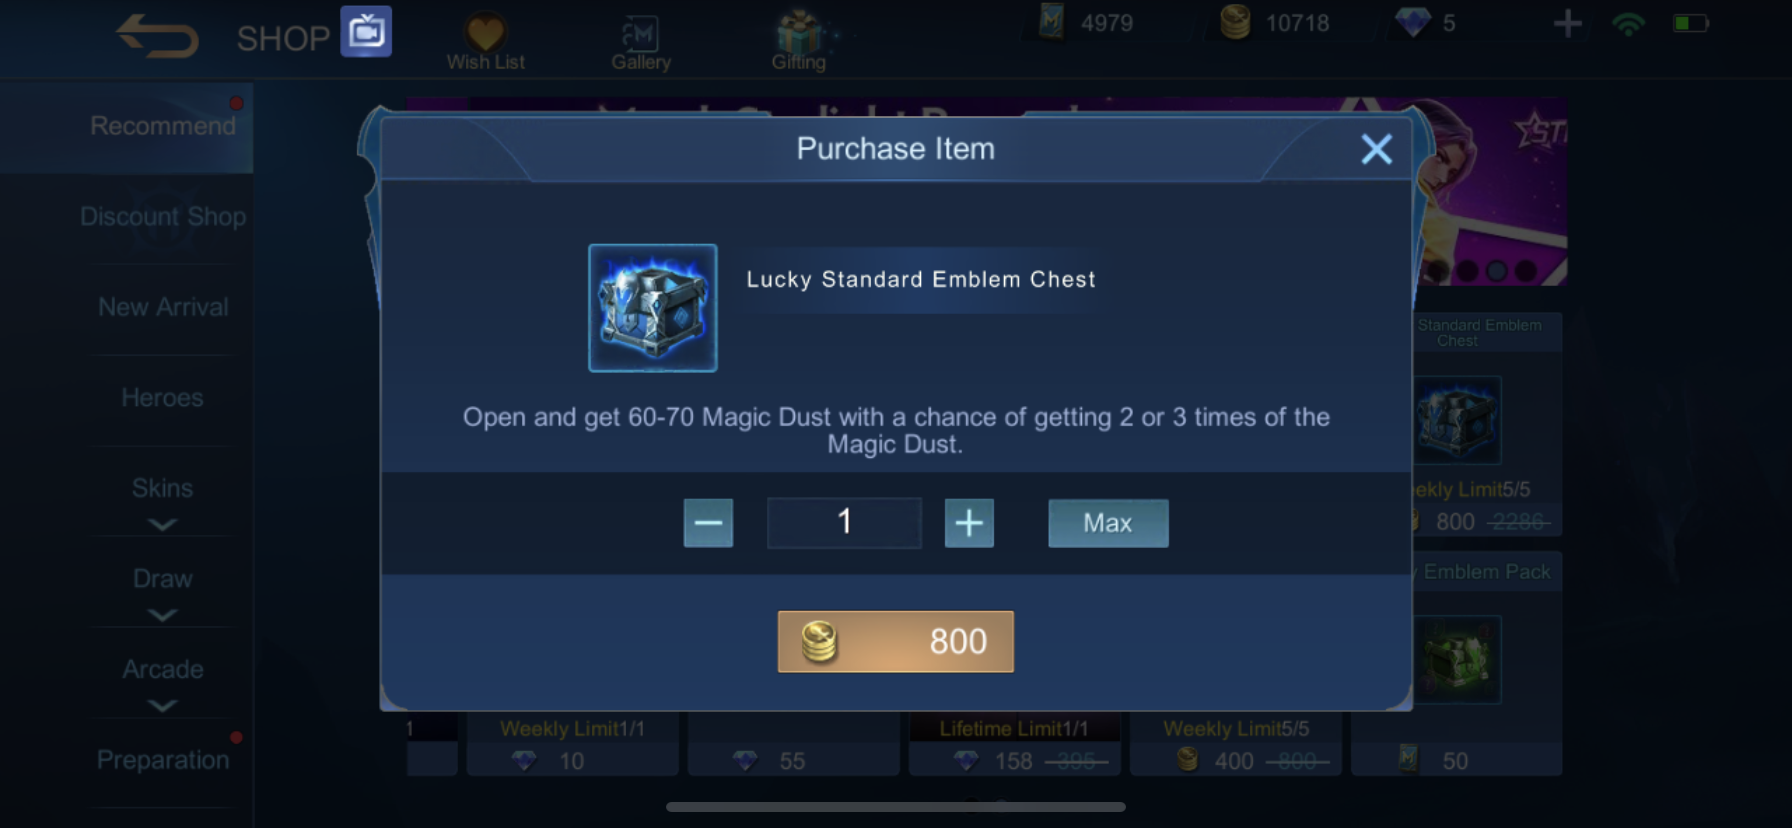 SHOP
Wish List
Gallery
Gifting
4979
10718
5
Recommend
Discount Shop
New Arrival
Heroes
Skins
Draw
Arcade
Preparation
Purchase Item
Lucky Standard Emblem Chest
Open and get 60-70 Magic Dust with a chance of getting 2 or 3 times of the
Magic Dust.
1
Max
800
Standard Emblem
Chest
ekly Limit5/5
800 2286
Emblem Pack
1
Weekly Limit1/1
Lifetime Limit1/1
Weekly Limit5/5
10
55
158 395
400 800
50